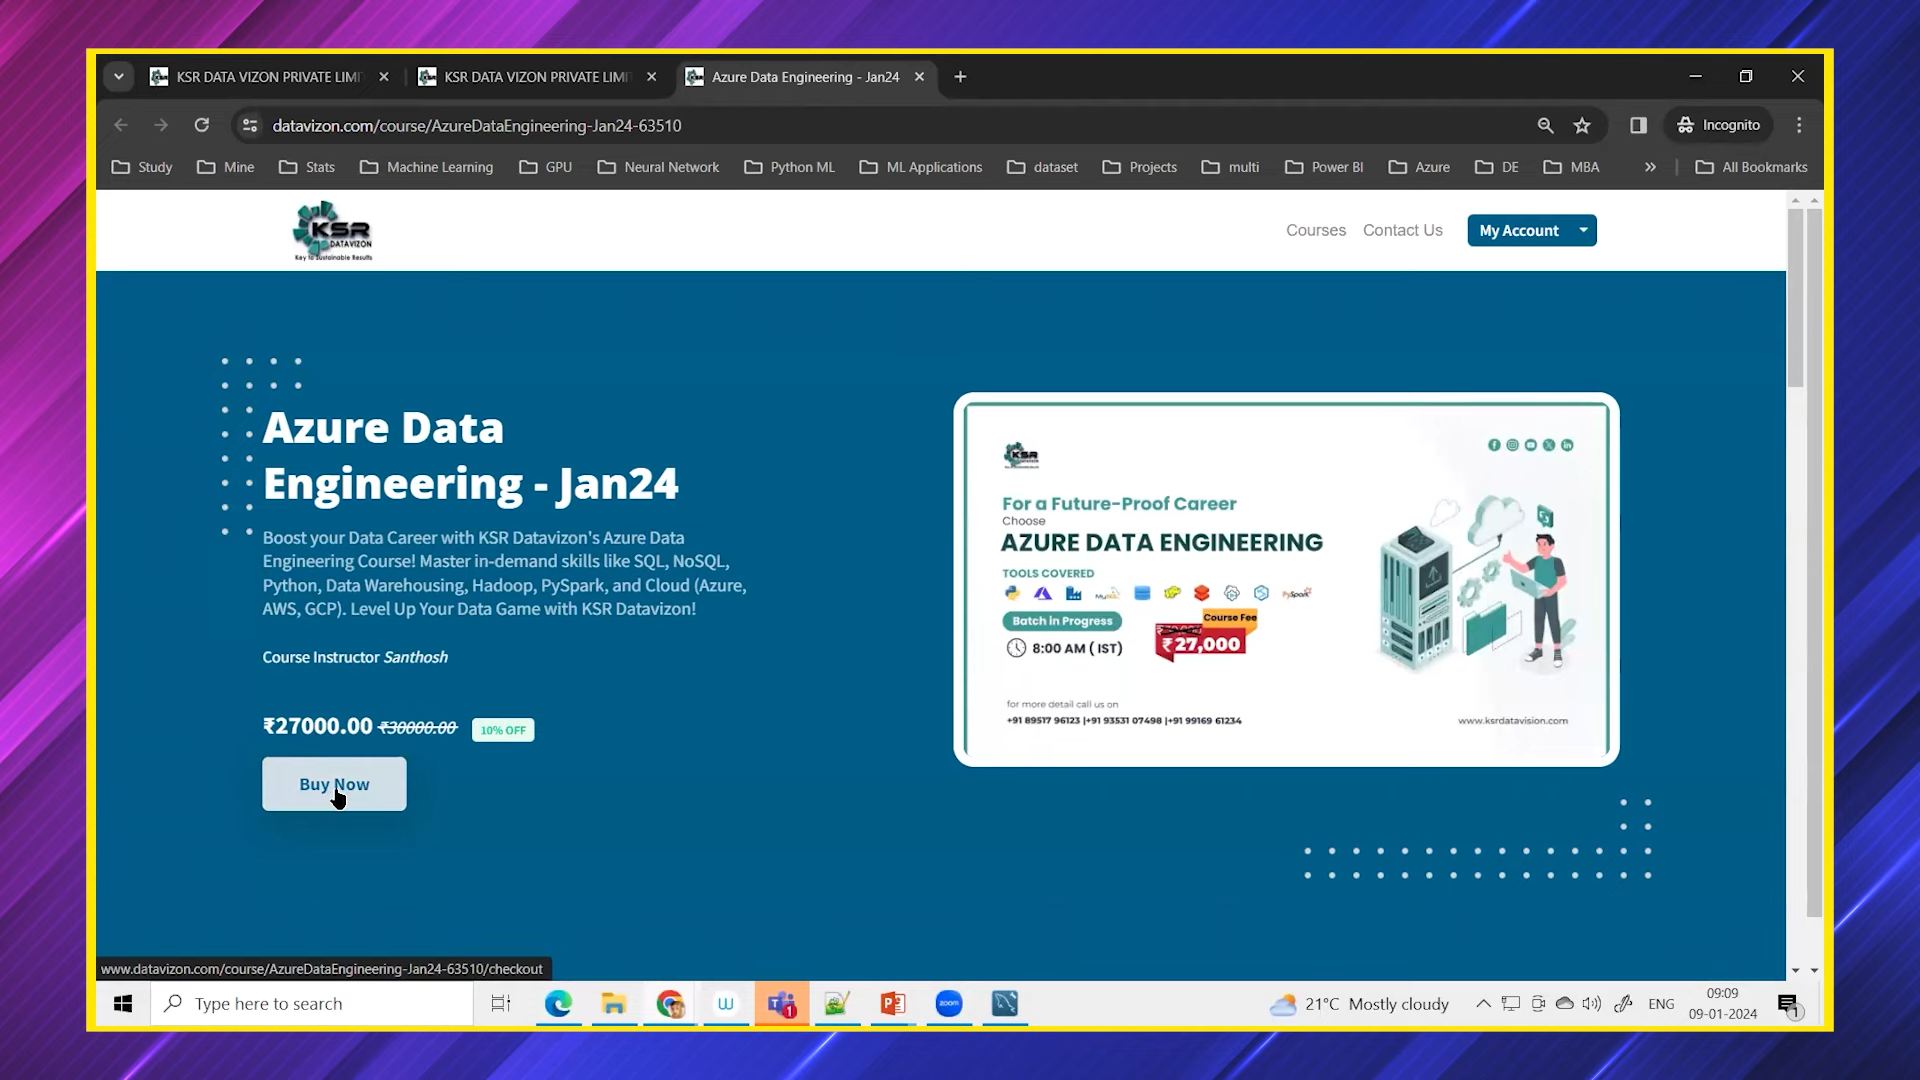 KSR DATA VIZON PRIVATE LIMI
KSR DATA VIZON PRIVATE LIMI
Azure Data Engineering - Jan24
datavizon.com/course/AzureDataEngineering-Jan24-63510
Incognito
Study
Mine
Stats
Machine Learning
GPU
Neural Network
Python ML
ML Applications
dataset
Projects
multi
Power BI
Azure
DE
MBA
All Bookmarks
KSR
DATAVIZON
Key to Sustainable Results
Courses
Contact Us
My Account
Azure Data
Engineering - Jan24
Boost your Data Career with KSR Datavizon's Azure Data
Engineering Course! Master in-demand skills like SQL, NoSQL,
Python, Data Warehousing, Hadoop, PySpark, and Cloud (Azure,
AWS, GCP). Level Up Your Data Game with KSR Datavizon!
Course Instructor Santhosh
₹27000.00 ₹30000.00 10% OFF
Buy Now
KSR
For a Future-Proof Career
Choose
AZURE DATA ENGINEERING
TOOLS COVERED
PySpark
Batch in Progress
Course Fee
8:00 AM ( IST)
₹27,000
for more detail call us on
+91 89517 96123 |+91 93531 07498 |+91 99169 61234
www.ksrdatavision.com
www.datavizon.com/course/AzureDataEngineering-Jan24-63510/checkout
Type here to search
zoom
21°C Mostly cloudy
ENG
09:09
09-01-2024